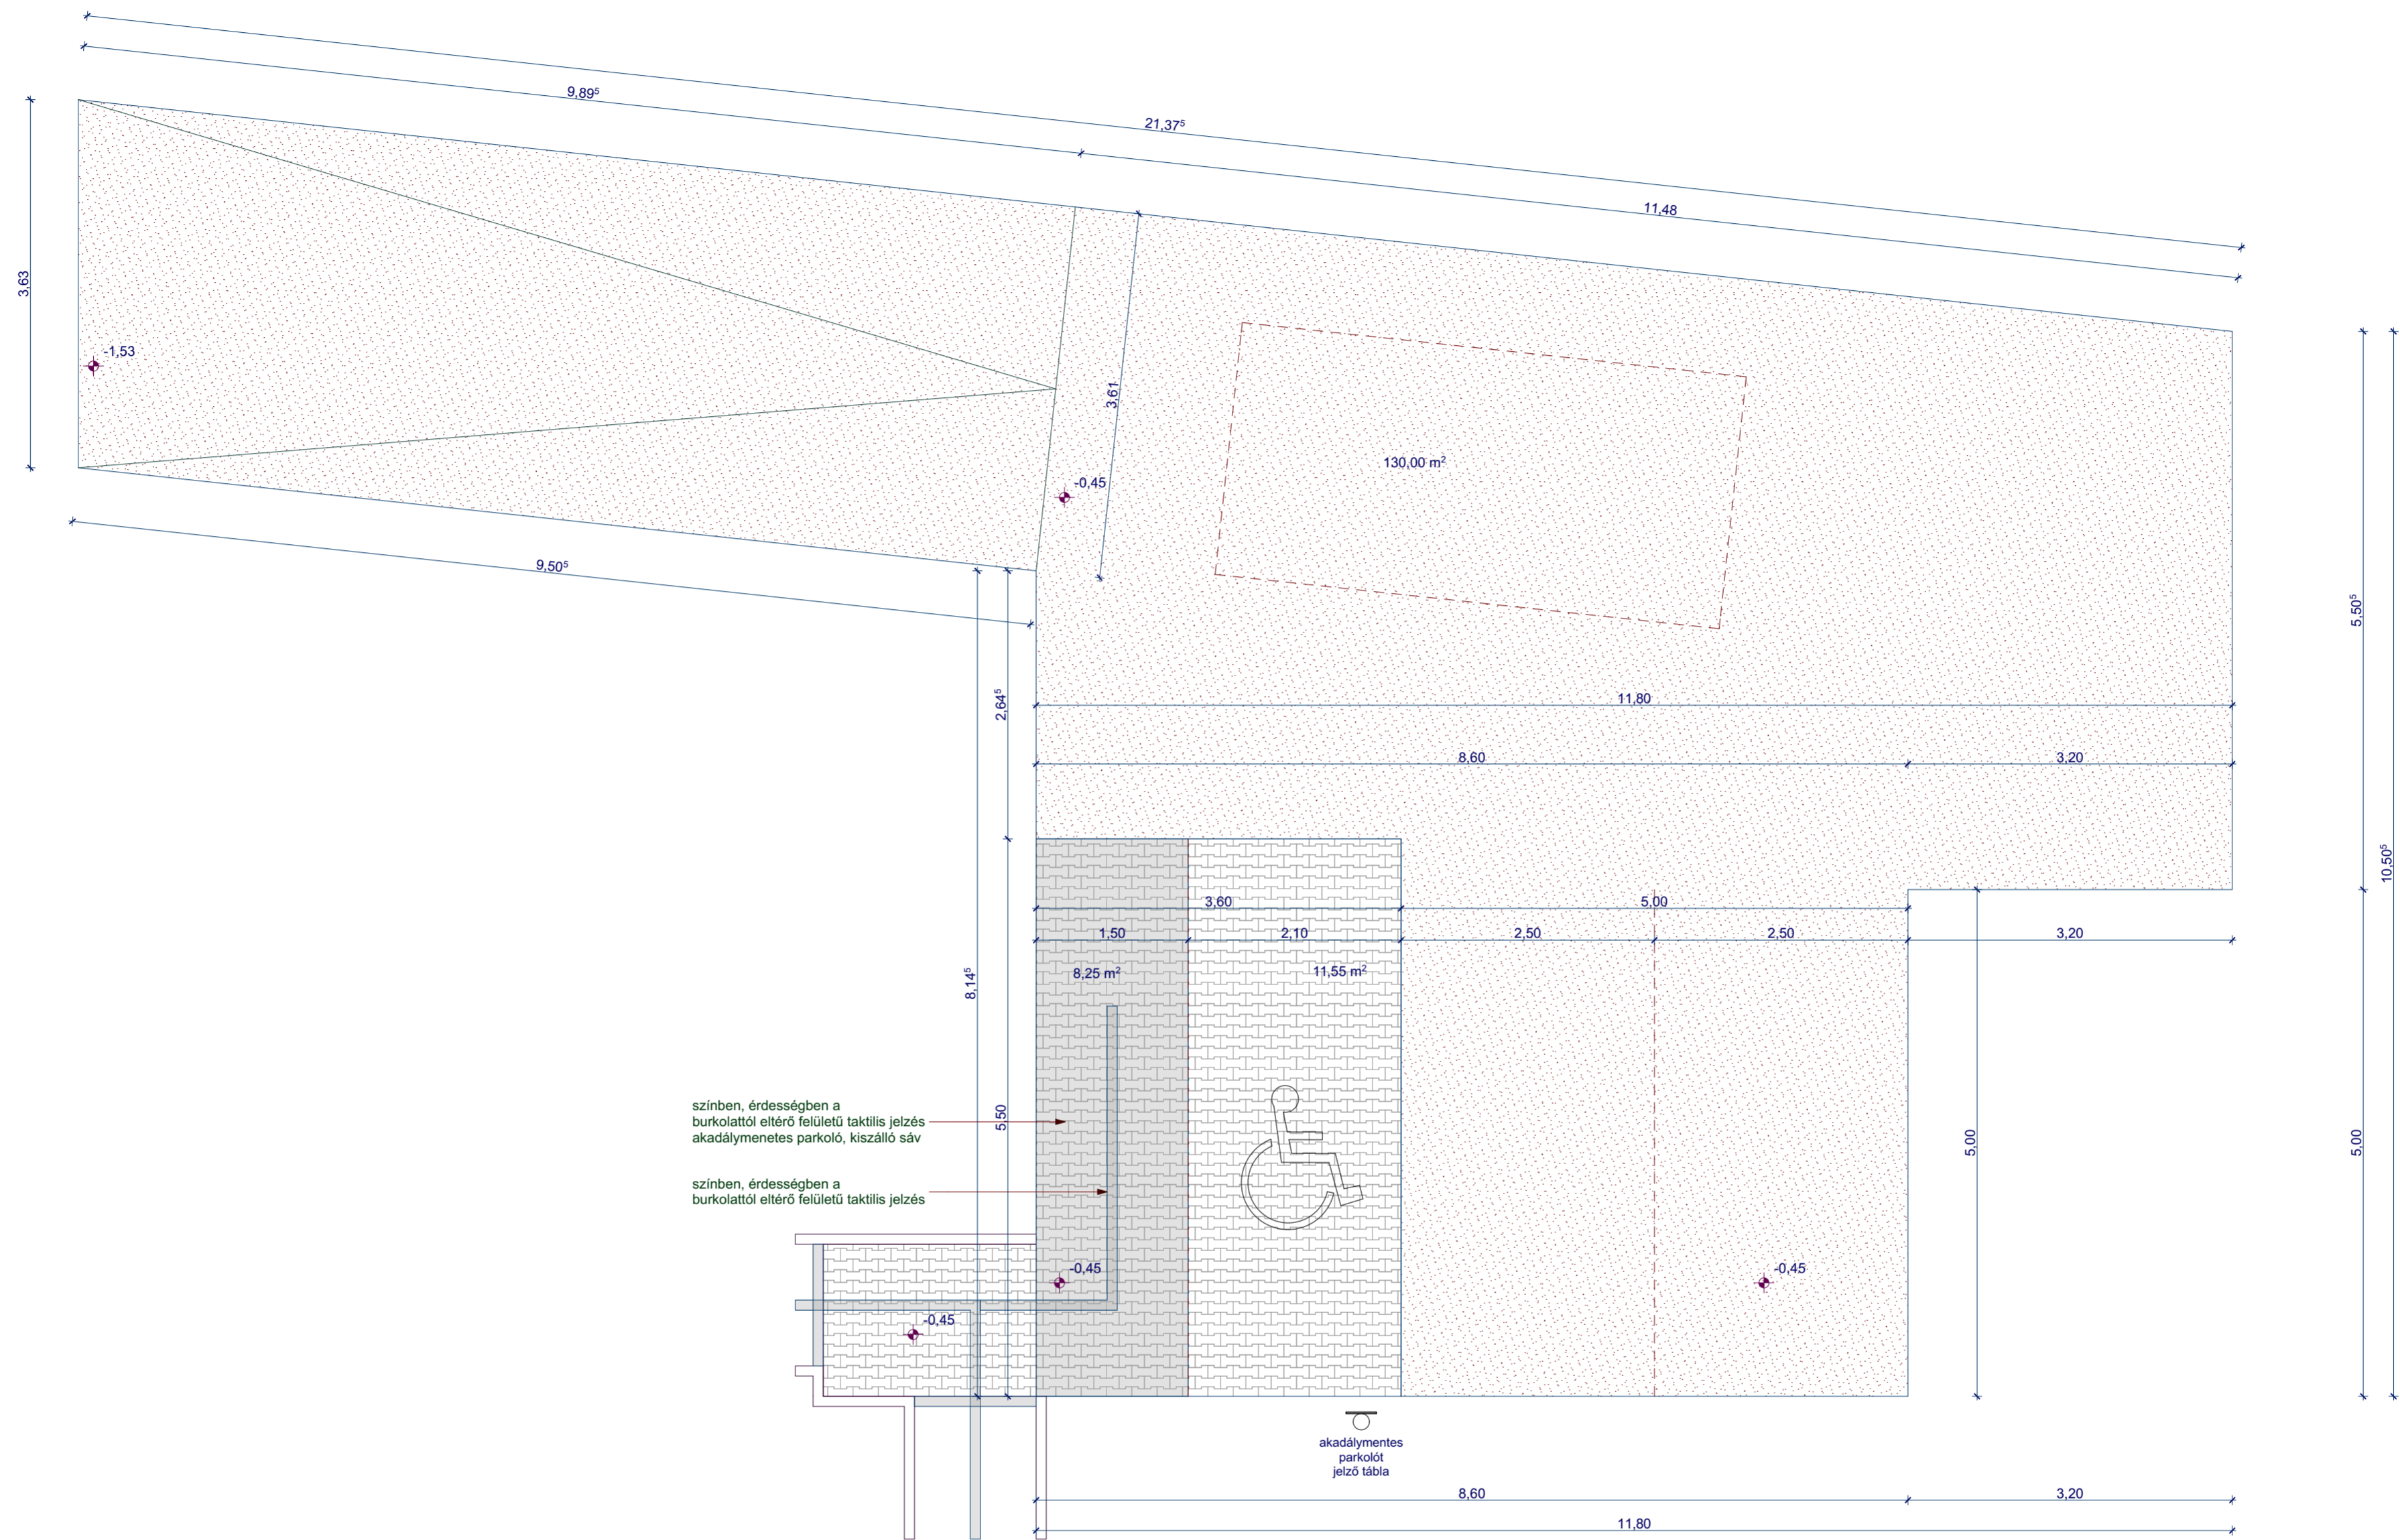 9,89⁵
21,37⁵
11,48
3,63
-1,53
3,61
130,00 m²
-0,45
9,50⁵
5,50⁵
2,64⁵
11,80
8,60
3,20
10,50⁵
3,60
5,00
1,50
2,10
2,50
2,50
3,20
8,25 m²
11,55 m²
8,14⁵
színben, érdességben a
burkolattól eltérő felületű taktilis jelzés
akadálymenetes parkoló, kiszálló sáv
5,50
5,00
5,00
színben, érdességben a
burkolattól eltérő felületű taktilis jelzés
-0,45
-0,45
-0,45
akadálymentes
parkolót
jelző tábla
8,60
3,20
11,80